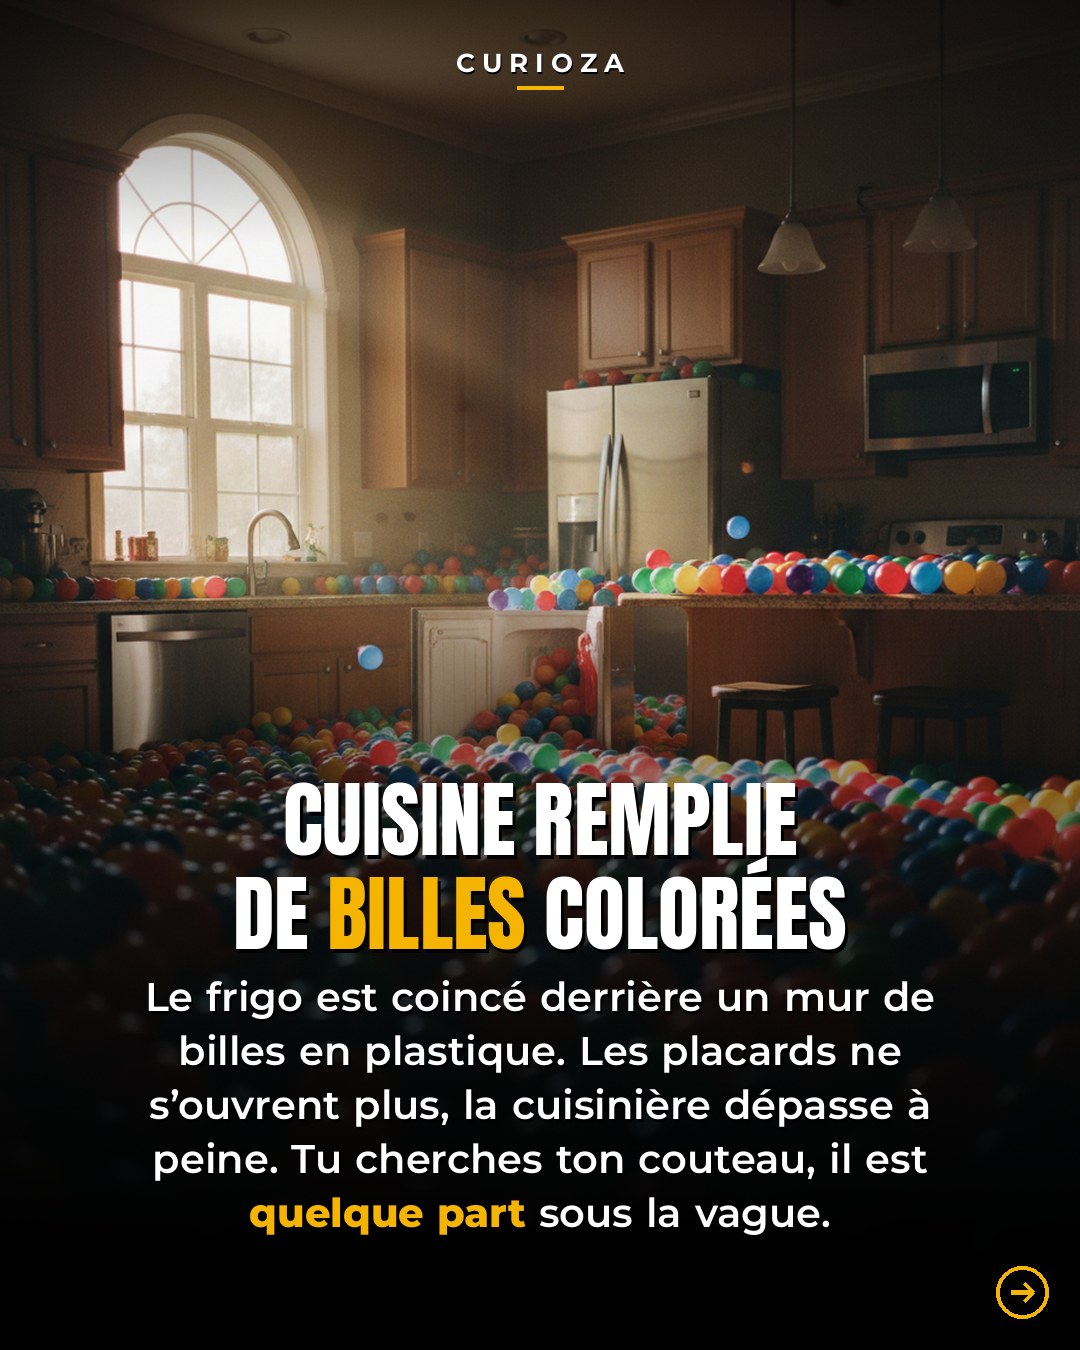 CURIOZA
CUISINE REMPLIE
DE BILLES COLORÉES
Le frigo est coincé derrière un mur de
billes en plastique. Les placards ne
s’ouvrent plus, la cuisinière dépasse à
peine. Tu cherches ton couteau, il est
quelque part sous la vague.